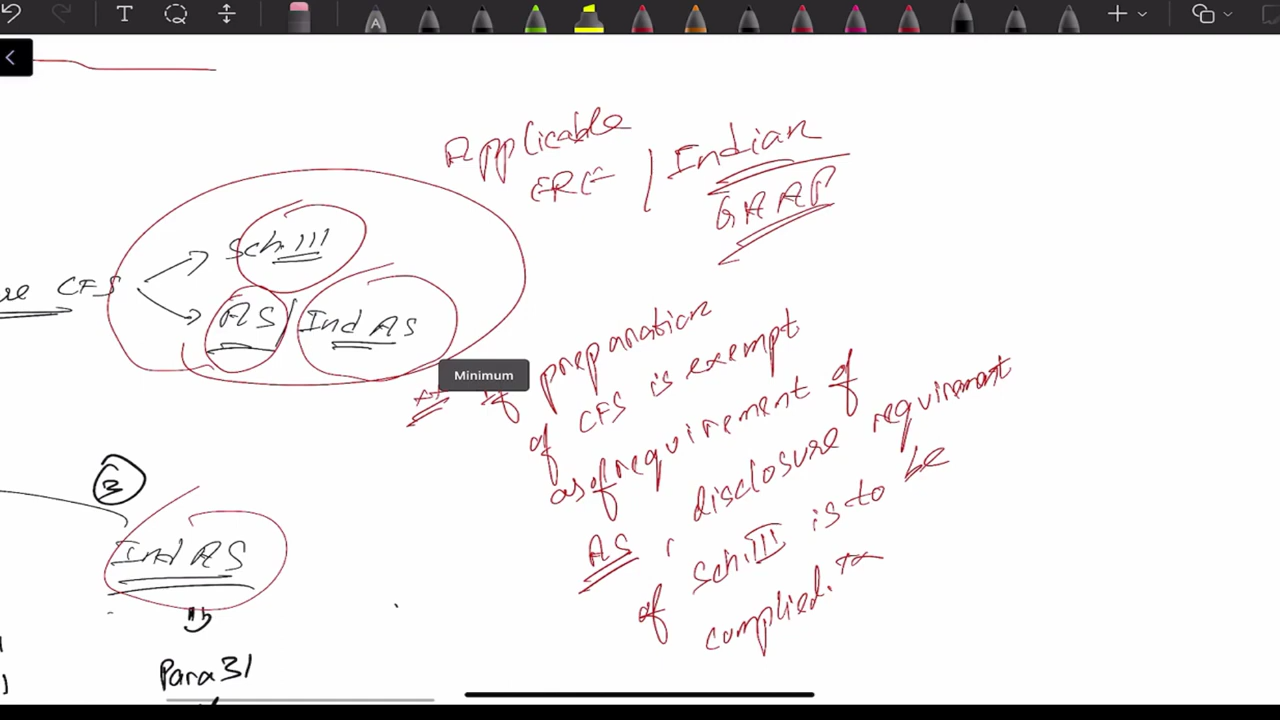 T
A
Applicable
FRF / Indian
GAAP
Sch.III
re CFS
AS / Ind AS
Minimum
** If preparation
of CFS is exempt
as of requirement of
AS, disclosure requirement
of Sch.III is to be
complied. **
2
Ind AS
Para 31